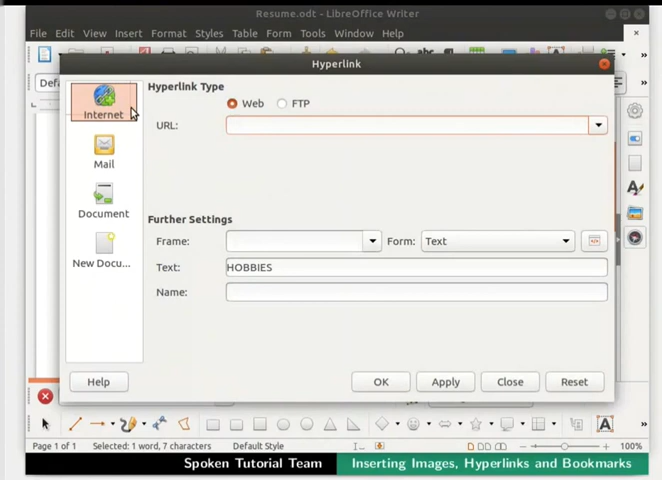 Resume.odt - LibreOffice Writer
File Edit View Insert Format Styles Table Form Tools Window Help
Hyperlink
Internet
Mail
Document
New Docu...
Hyperlink Type
Web FTP
URL:
Further Settings
Frame: Form: Text
Text: HOBBIES
Name:
Help OK Apply Close Reset
Page 1 of 1 Selected: 1 word, 7 characters Default Style 100%
Spoken Tutorial Team Inserting Images, Hyperlinks and Bookmarks